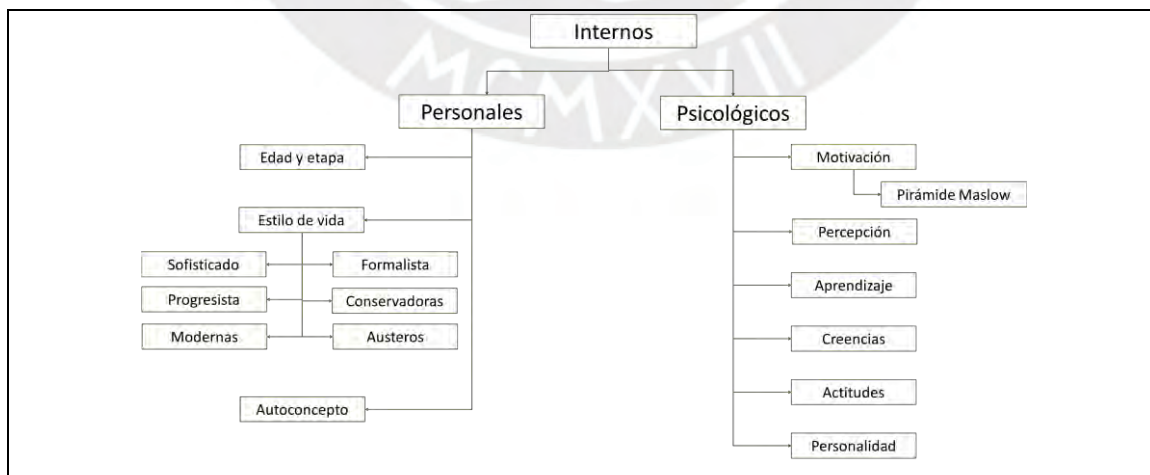 Internos
MCMXVII
Personales
Psicológicos
Edad y etapa
Motivación
Pirámide Maslow
Estilo de vida
Percepción
Sofisticado
Formalista
Aprendizaje
Progresista
Conservadoras
Modernas
Austeros
Creencias
Actitudes
Autoconcepto
Personalidad